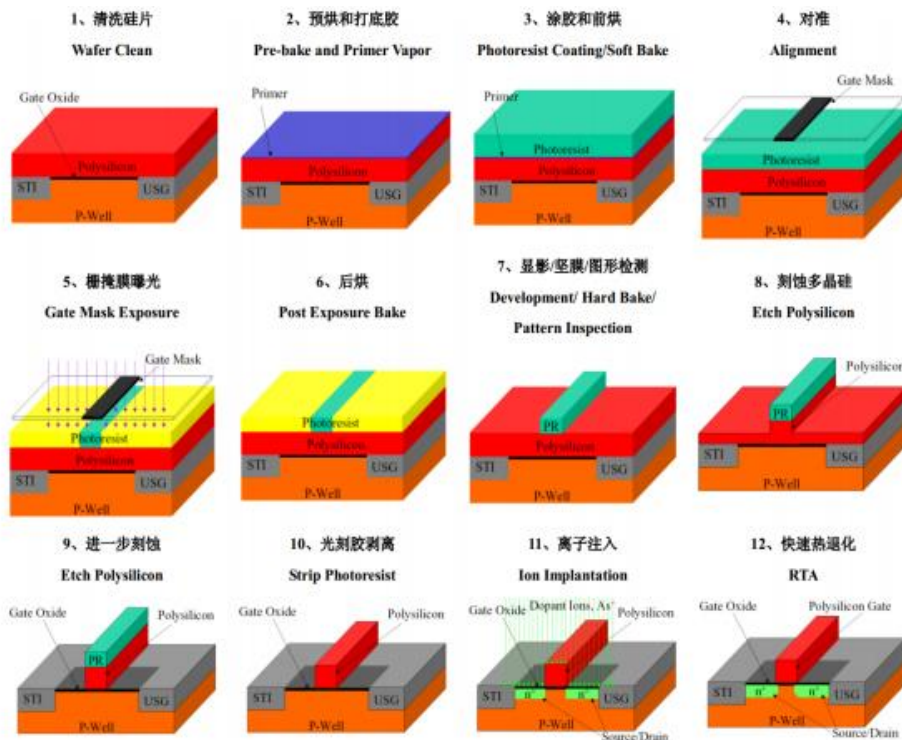 1、清洗硅片
Wafer Clean
Gate Oxide
Polysilicon
STI
USG
P-Well
2、预烘和打底胶
Pre-bake and Primer Vapor
Primer
Polysilicon
STI
USG
P-Well
3、涂胶和前烘
Photoresist Coating/Soft Bake
Primer
Photoresist
Polysilicon
STI
USG
P-Well
4、对准
Alignment
Gate Mask
Photoresist
Polysilicon
STI
USG
P-Well
5、栅掩膜曝光
Gate Mask Exposure
Gate Mask
Photoresist
Polysilicon
STI
USG
P-Well
6、后烘
Post Exposure Bake
Photoresist
Polysilicon
STI
USG
P-Well
7、显影/坚膜/图形检测
Development/ Hard Bake/
Pattern Inspection
PR
Polysilicon
STI
USG
P-Well
8、刻蚀多晶硅
Etch Polysilicon
Polysilicon
PR
STI
USG
P-Well
9、进一步刻蚀
Etch Polysilicon
Gate Oxide
Polysilicon
PR
STI
USG
P-Well
10、光刻胶剥离
Strip Photoresist
Gate Oxide
Polysilicon
STI
USG
P-Well
11、离子注入
Ion Implantation
Gate Oxide
Dopant Ions, As⁺
Polysilicon
STI
n⁺
n⁺
USG
P-Well
Source/Drain
12、快速热退化
RTA
Gate Oxide
Polysilicon Gate
STI
n⁺
n⁺
USG
P-Well
Source/Drain